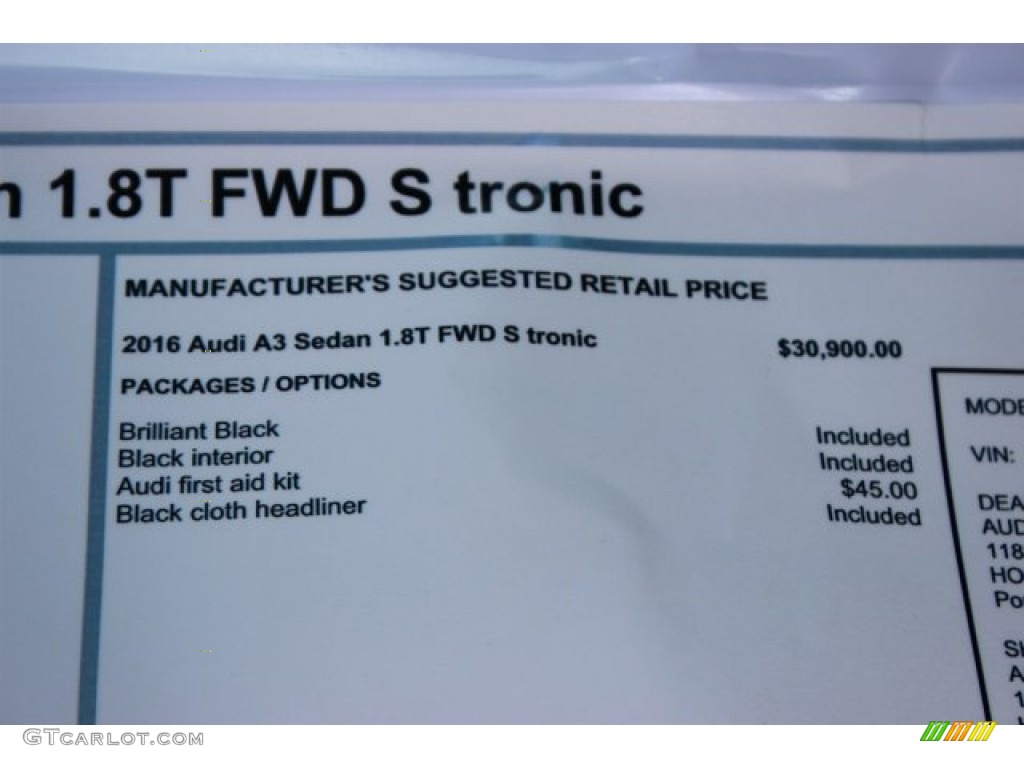 1.8T FWD S tronic
MANUFACTURER'S SUGGESTED RETAIL PRICE
2016 Audi A3 Sedan 1.8T FWD S tronic $30,900.00
PACKAGES / OPTIONS
Brilliant Black Included
Black interior Included
Audi first aid kit $45.00
Black cloth headliner Included
VIN:
118
GTCARLOT.COM